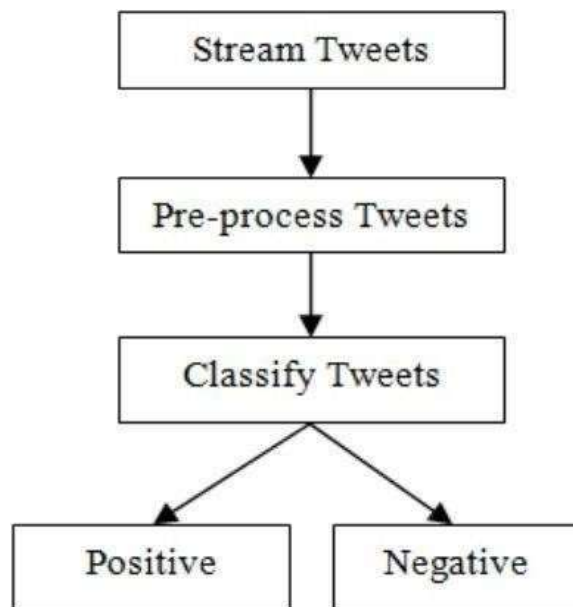 Stream Tweets
Pre-process Tweets
Classify Tweets
Positive
Negative